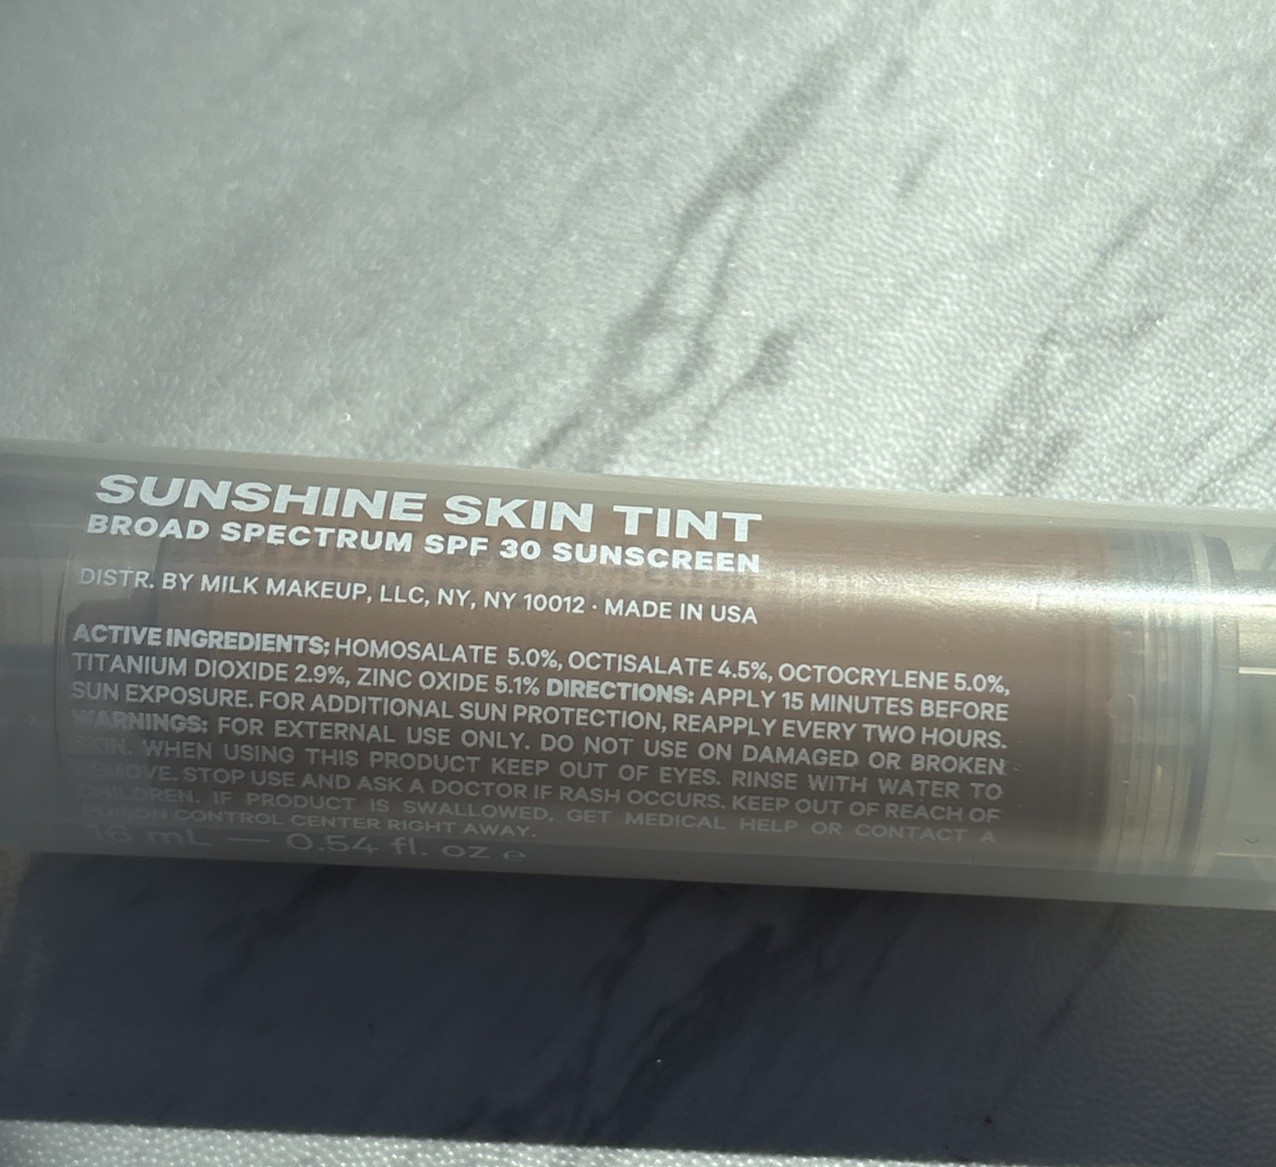 SUNSHINE SKIN TINT
BROAD SPECTRUM SPF 30 SUNSCREEN
DISTR. BY MILK MAKEUP, LLC, NY, NY 10012 · MADE IN USA
ACTIVE INGREDIENTS; HOMOSALATE 5.0%, OCTISALATE 4.5%, OCTOCRYLENE 5.0%,
TITANIUM DIOXIDE 2.9%, ZINC OXIDE 5.1% DIRECTIONS: APPLY 15 MINUTES BEFORE
SUN EXPOSURE. FOR ADDITIONAL SUN PROTECTION, REAPPLY EVERY TWO HOURS.
WARNINGS: FOR EXTERNAL USE ONLY. DO NOT USE ON DAMAGED OR BROKEN
SKIN. WHEN USING THIS PRODUCT KEEP OUT OF EYES. RINSE WITH WATER TO
REMOVE. STOP USE AND ASK A DOCTOR IF RASH OCCURS. KEEP OUT OF REACH OF
CHILDREN. IF PRODUCT IS SWALLOWED, GET MEDICAL HELP OR CONTACT A
POISON CONTROL CENTER RIGHT AWAY.
16 mL — 0.54 fl. oz e